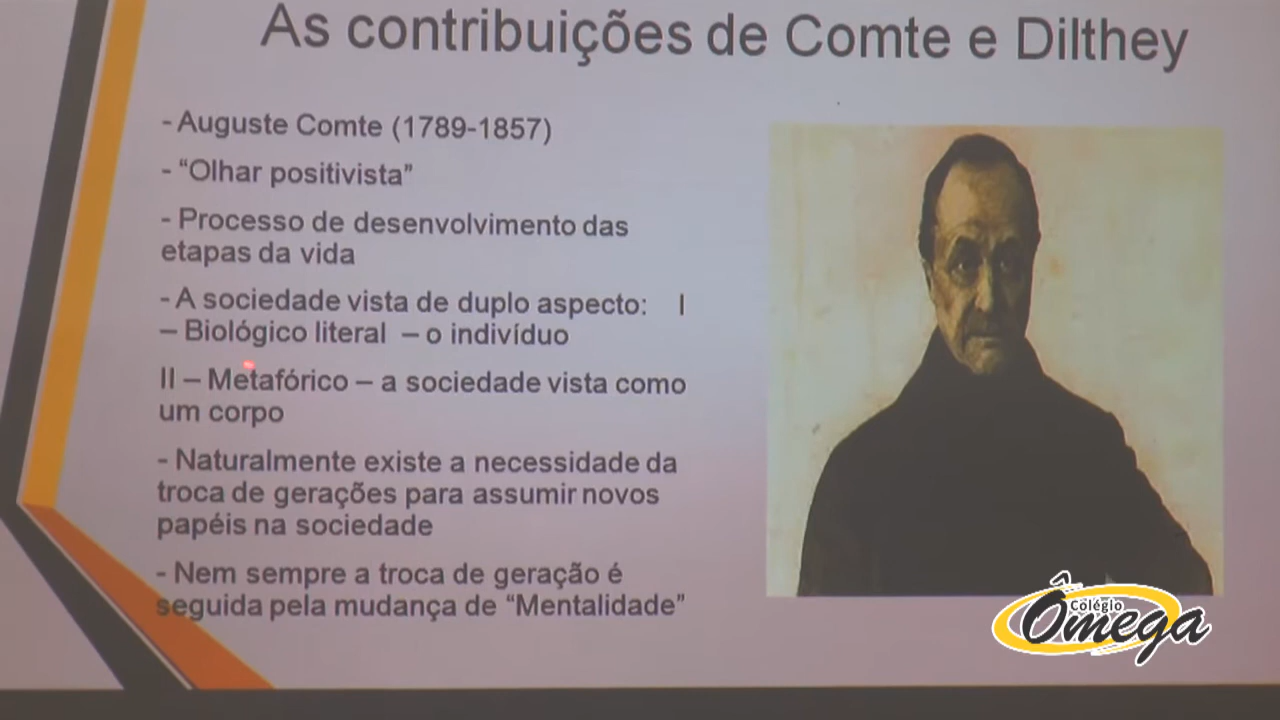 As contribuições de Comte e Dilthey
- Auguste Comte (1789-1857)
- “Olhar positivista”
- Processo de desenvolvimento das
etapas da vida
- A sociedade vista de duplo aspecto: I
– Biológico literal – o indivíduo
II – Metafórico – a sociedade vista como
um corpo
- Naturalmente existe a necessidade da
troca de gerações para assumir novos
papéis na sociedade
- Nem sempre a troca de geração é
seguida pela mudança de “Mentalidade”
Colégio
Ômega